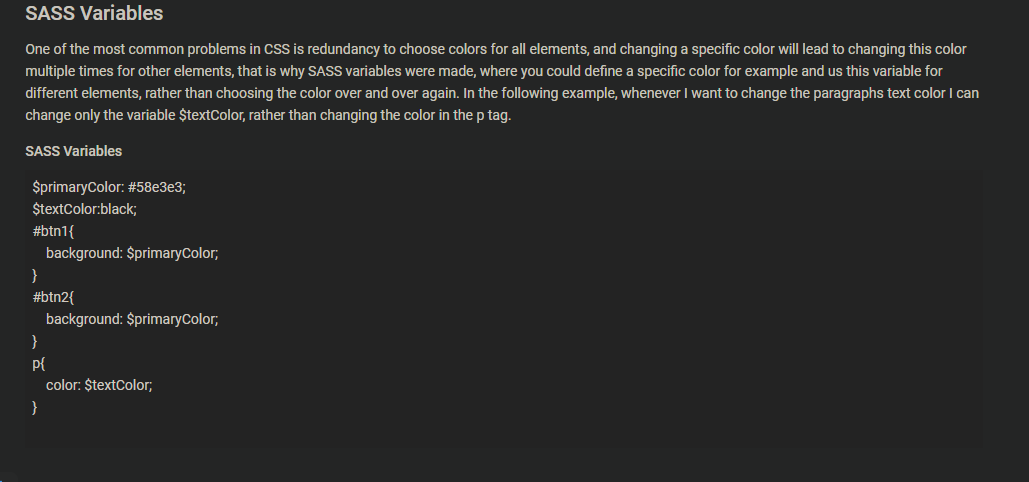 SASS Variables
One of the most common problems in CSS is redundancy to choose colors for all elements, and changing a specific color will lead to changing this color
multiple times for other elements, that is why SASS variables were made, where you could define a specific color for example and us this variable for
different elements, rather than choosing the color over and over again. In the following example, whenever I want to change the paragraphs text color I can
change only the variable $textColor, rather than changing the color in the p tag.
SASS Variables
$primaryColor: #58e3e3;
$textColor:black;
#btn1{
    background: $primaryColor;
}
#btn2{
    background: $primaryColor;
}
p{
    color: $textColor;
}